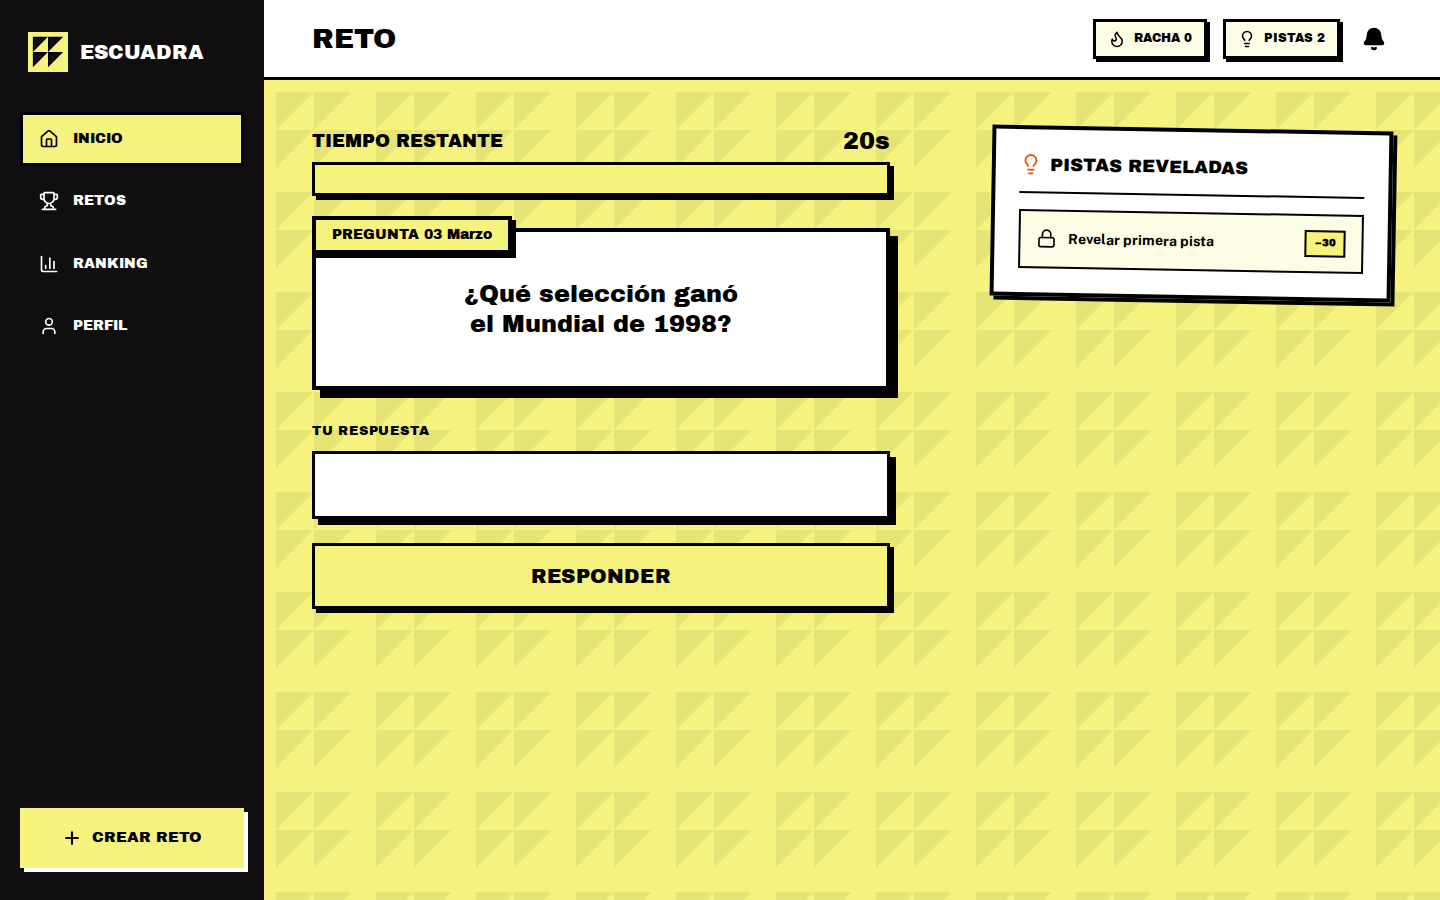 ESCUADRA
INICIO
RETOS
RANKING
PERFIL
CREAR RETO
RETO
RACHA 0
PISTAS 2
TIEMPO RESTANTE
20s
PREGUNTA 03 Marzo
¿Qué selección ganó
el Mundial de 1998?
TU RESPUESTA
RESPONDER
PISTAS REVELADAS
Revelar primera pista
−30